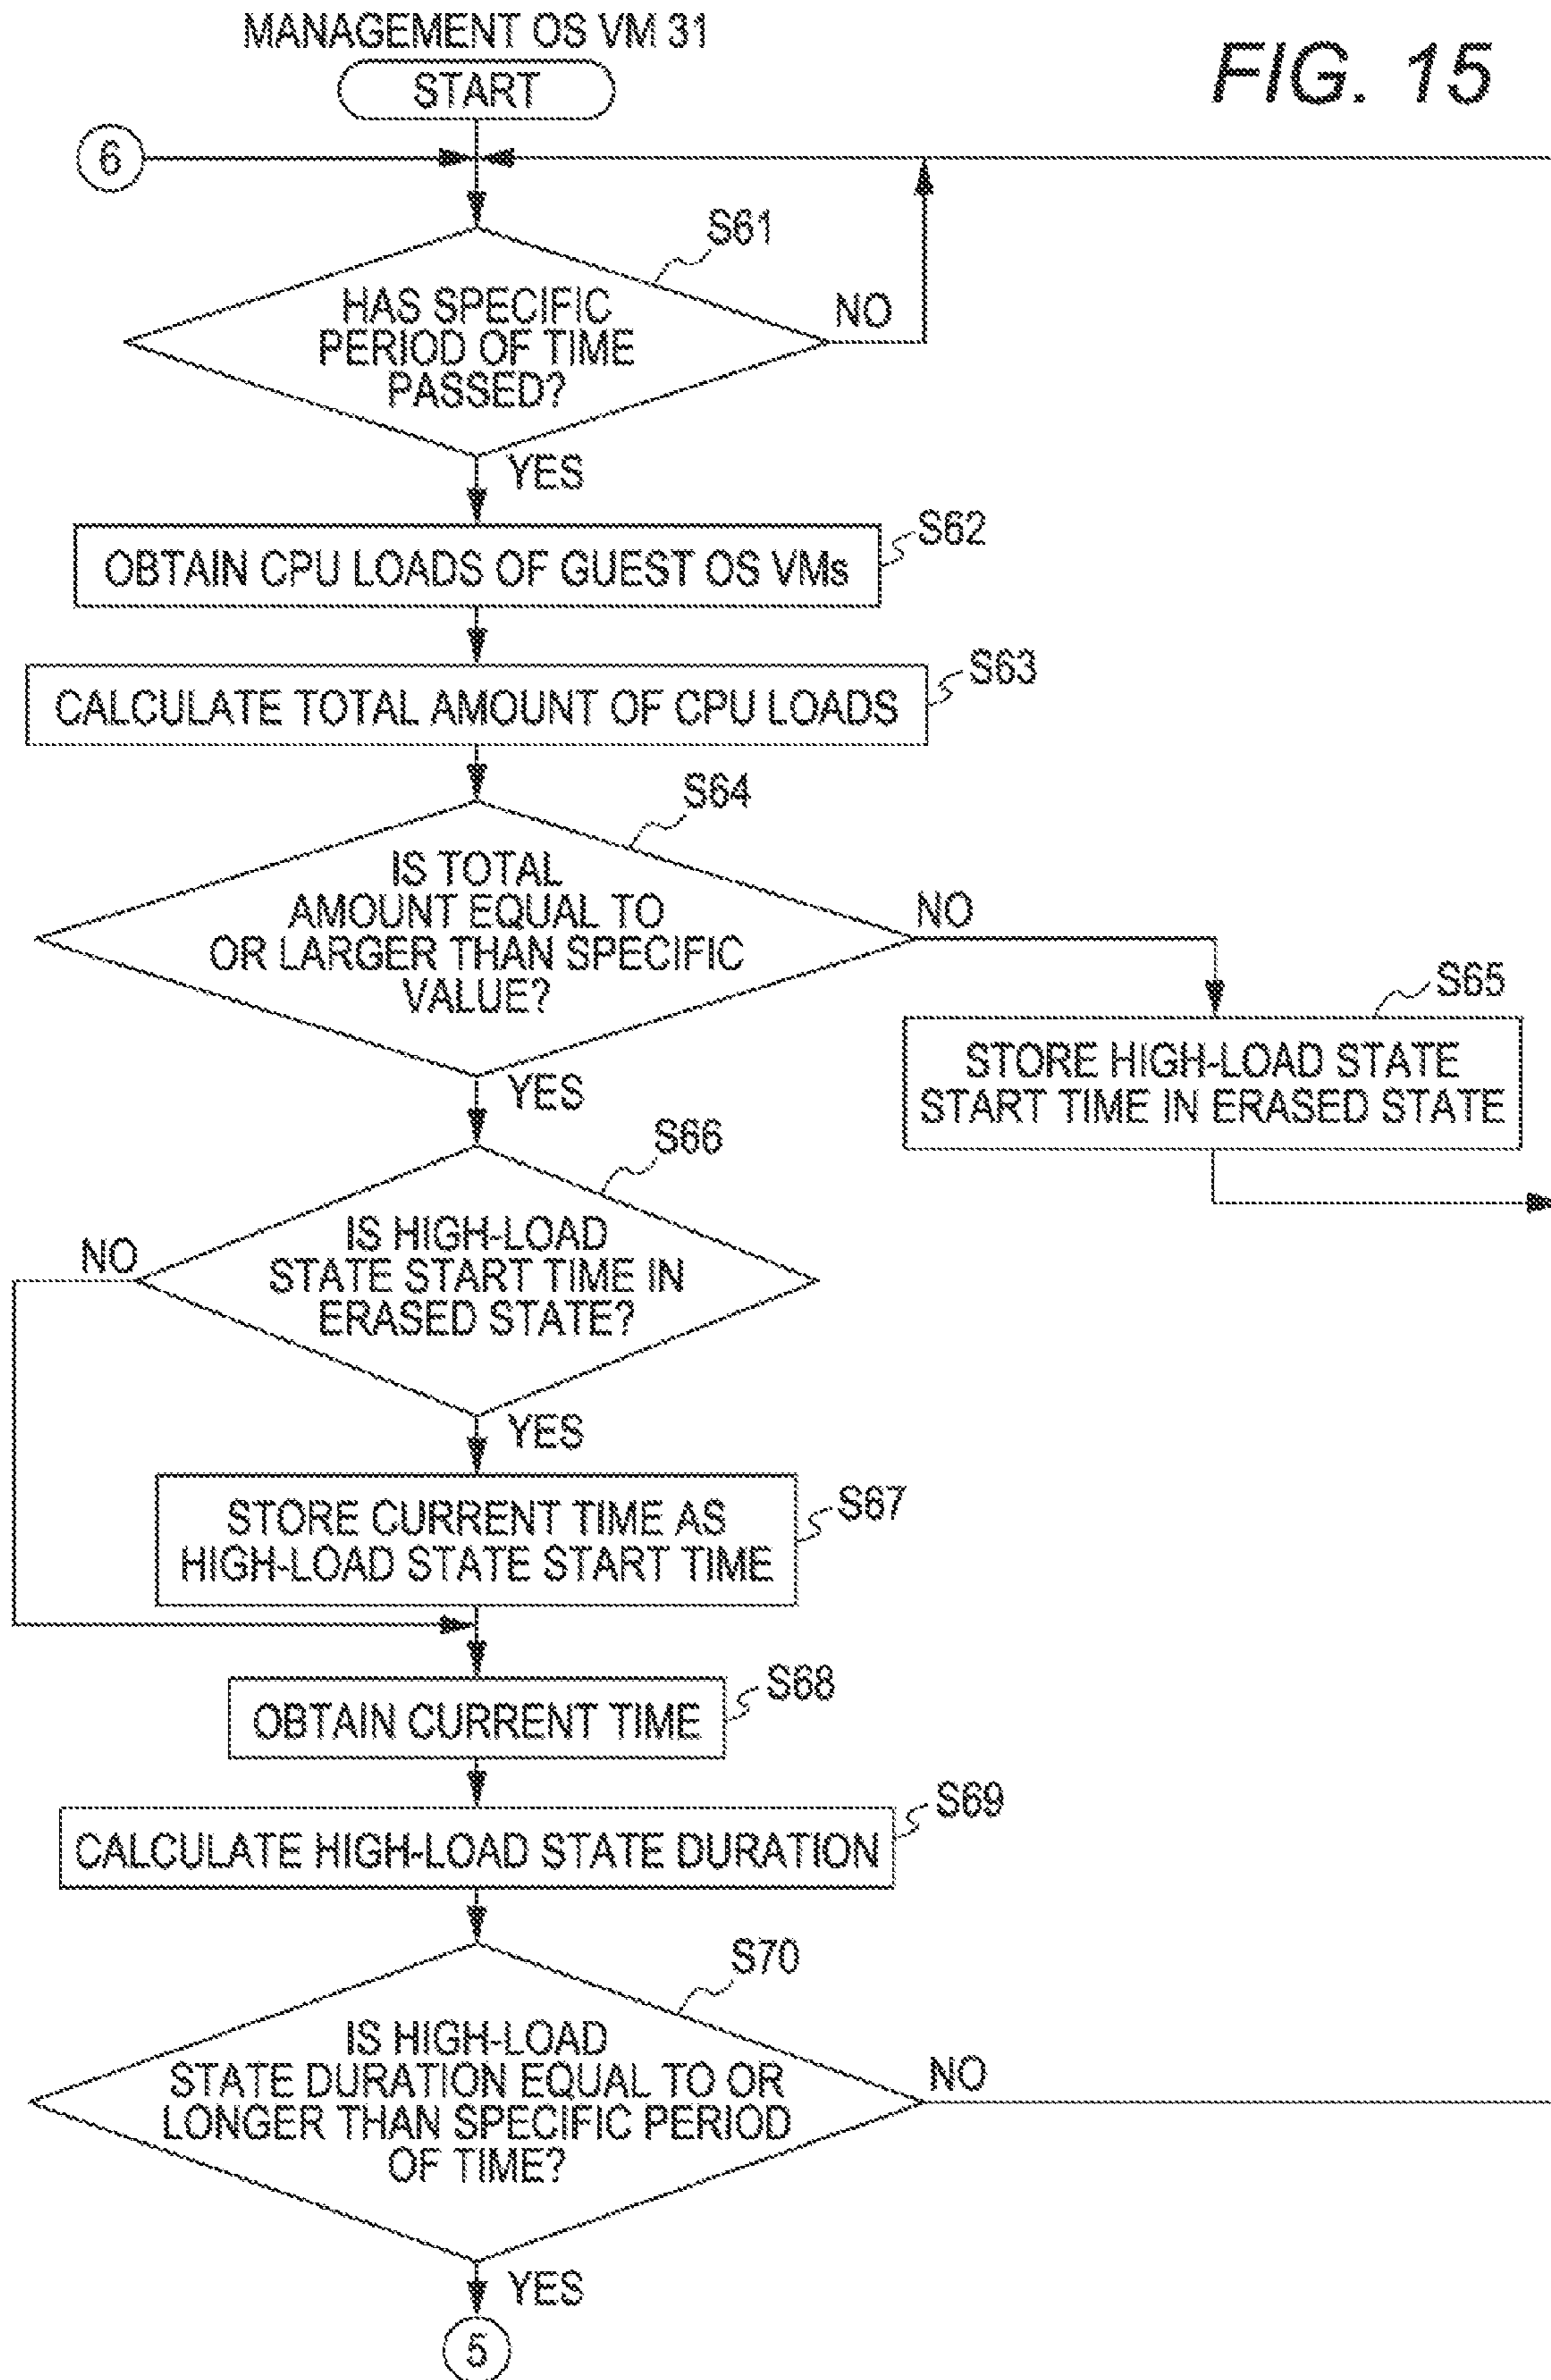 MANAGEMENT OS VM 31
FIG. 15
START
6
S61
HAS SPECIFIC
PERIOD OF TIME
PASSED?
NO
YES
S62
OBTAIN CPU LOADS OF GUEST OS VMs
S63
CALCULATE TOTAL AMOUNT OF CPU LOADS
S64
IS TOTAL
AMOUNT EQUAL TO
OR LARGER THAN SPECIFIC
VALUE?
NO
YES
S65
STORE HIGH-LOAD STATE
START TIME IN ERASED STATE
S66
IS HIGH-LOAD
STATE START TIME IN
ERASED STATE?
NO
YES
S67
STORE CURRENT TIME AS
HIGH-LOAD STATE START TIME
S68
OBTAIN CURRENT TIME
S69
CALCULATE HIGH-LOAD STATE DURATION
S70
IS HIGH-LOAD
STATE DURATION EQUAL TO OR
LONGER THAN SPECIFIC PERIOD
OF TIME?
NO
YES
5